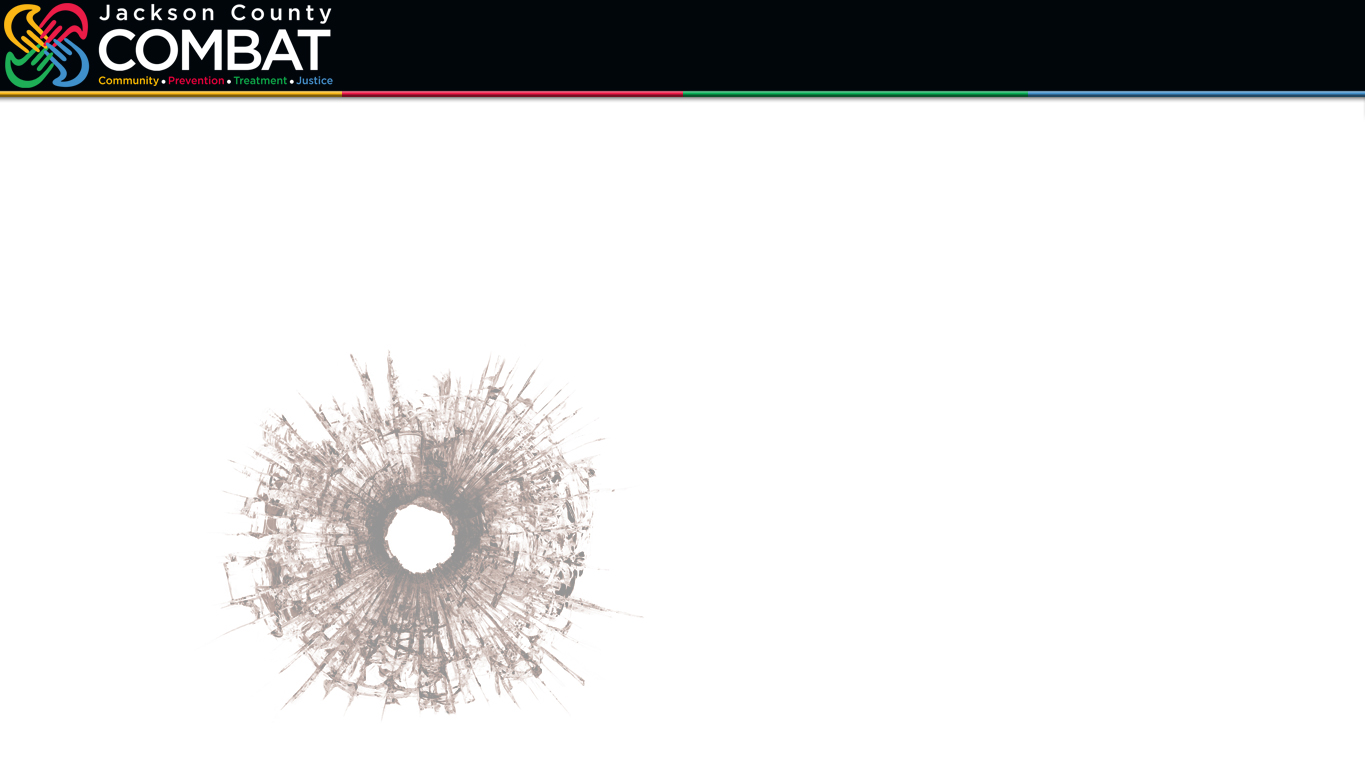 Jackson County
COMBAT
Community • Prevention • Treatment • Justice